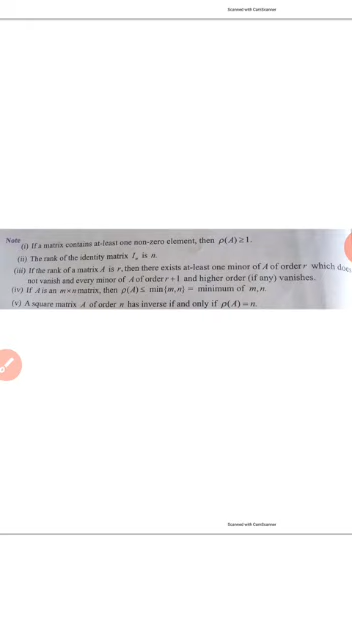 Scanned with CamScanner
Note
(i) If a matrix contains at-least one non-zero element, then ρ(A) ≥ 1.
(ii) The rank of the identity matrix Iₙ is n.
(iii) If the rank of a matrix A is r, then there exists at-least one minor of A of order r which does
not vanish and every minor of A of order r + 1 and higher order (if any) vanishes.
(iv) If A is an m × n matrix, then ρ(A) ≤ min{m, n} = minimum of m, n.
(v) A square matrix A of order n has inverse if and only if ρ(A) = n.
Scanned with CamScanner